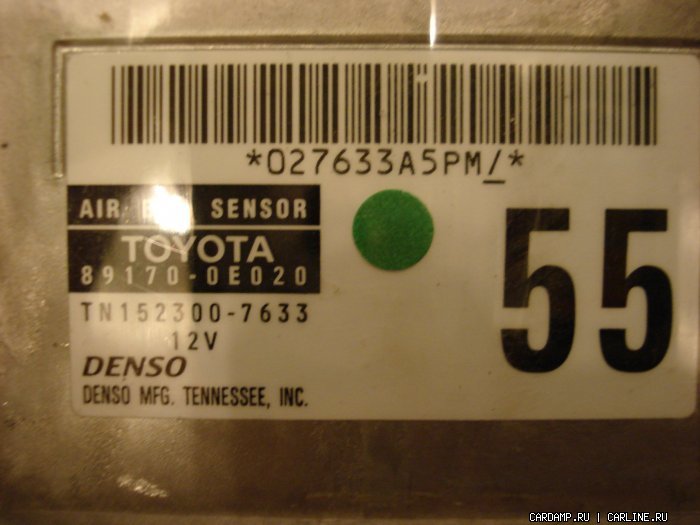 *027633A5PM/*
AIR SENSOR
TOYOTA
89170-0E020
TN152300-7633
12V
DENSO
DENSO MFG. TENNESSEE, INC.
55
CARDAMP.RU | CARLINE.RU